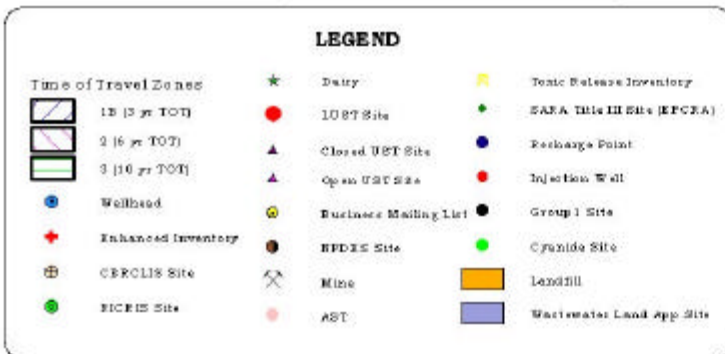 LEGEND
Time of Travel Zones
1B (3 yr TOT)
2 (6 yr TOT)
3 (10 yr TOT)
Wellhead
Enhanced Inventory
CERCLIS Site
RICRIS Site
Dairy
LUST Site
Closed UST Site
Open UST Site
Business Mailing List
NPDES Site
Mine
AST
Toxic Release Inventory
SARA Title III Site (EPCRA)
Recharge Point
Injection Well
Group 1 Site
Cyanide Site
Landfill
Wastewater Land App. Site